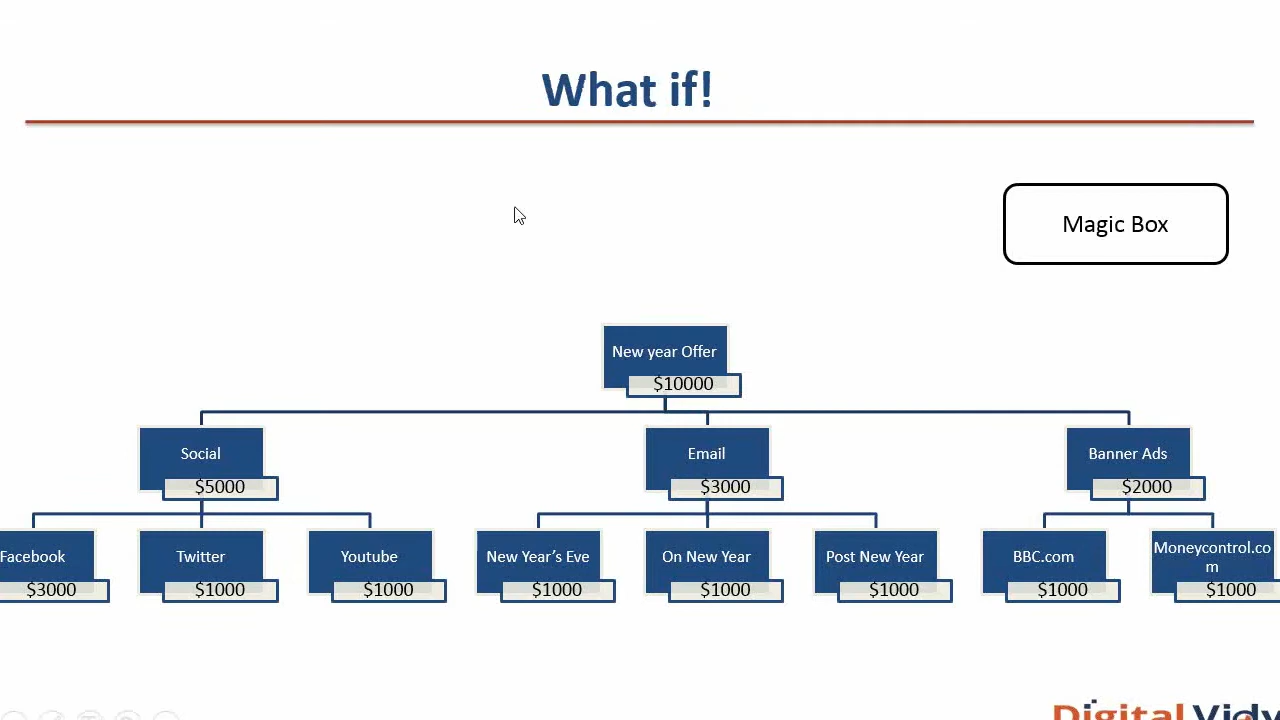 What if!
Magic Box
New year Offer
$10000
Social
$5000
Email
$3000
Banner Ads
$2000
Facebook
$3000
Twitter
$1000
Youtube
$1000
New Year’s Eve
$1000
On New Year
$1000
Post New Year
$1000
BBC.com
$1000
Moneycontrol.co
m
$1000
Digital Vidy